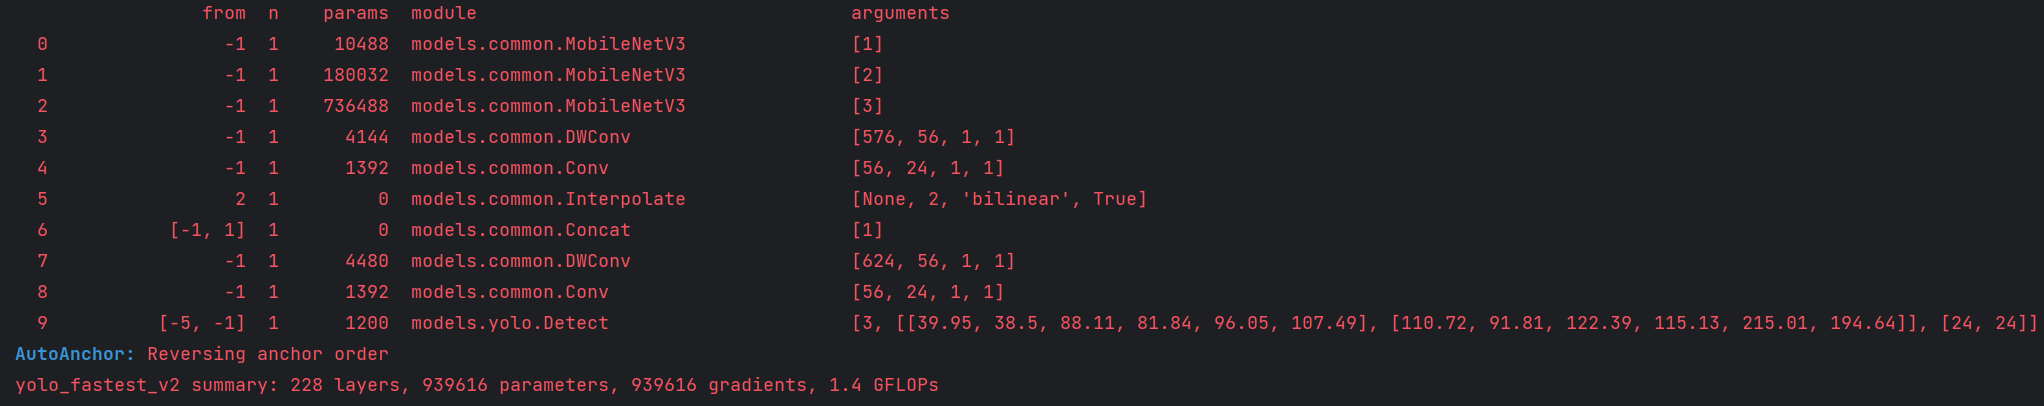 from  n    params  module                                  arguments
  0                -1  1     10488  models.common.MobileNetV3               [1]
  1                -1  1    180032  models.common.MobileNetV3               [2]
  2                -1  1    736488  models.common.MobileNetV3               [3]
  3                -1  1      4144  models.common.DWConv                    [576, 56, 1, 1]
  4                -1  1      1392  models.common.Conv                      [56, 24, 1, 1]
  5                 2  1         0  models.common.Interpolate               [None, 2, 'bilinear', True]
  6           [-1, 1]  1         0  models.common.Concat                    [1]
  7                -1  1      4480  models.common.DWConv                    [624, 56, 1, 1]
  8                -1  1      1392  models.common.Conv                      [56, 24, 1, 1]
  9          [-5, -1]  1      1200  models.yolo.Detect                      [3, [[39.95, 38.5, 88.11, 81.84, 96.05, 107.49], [110.72, 91.81, 122.39, 115.13, 215.01, 194.64]], [24, 24]]
AutoAnchor: Reversing anchor order
yolo_fastest_v2 summary: 228 layers, 939616 parameters, 939616 gradients, 1.4 GFLOPs